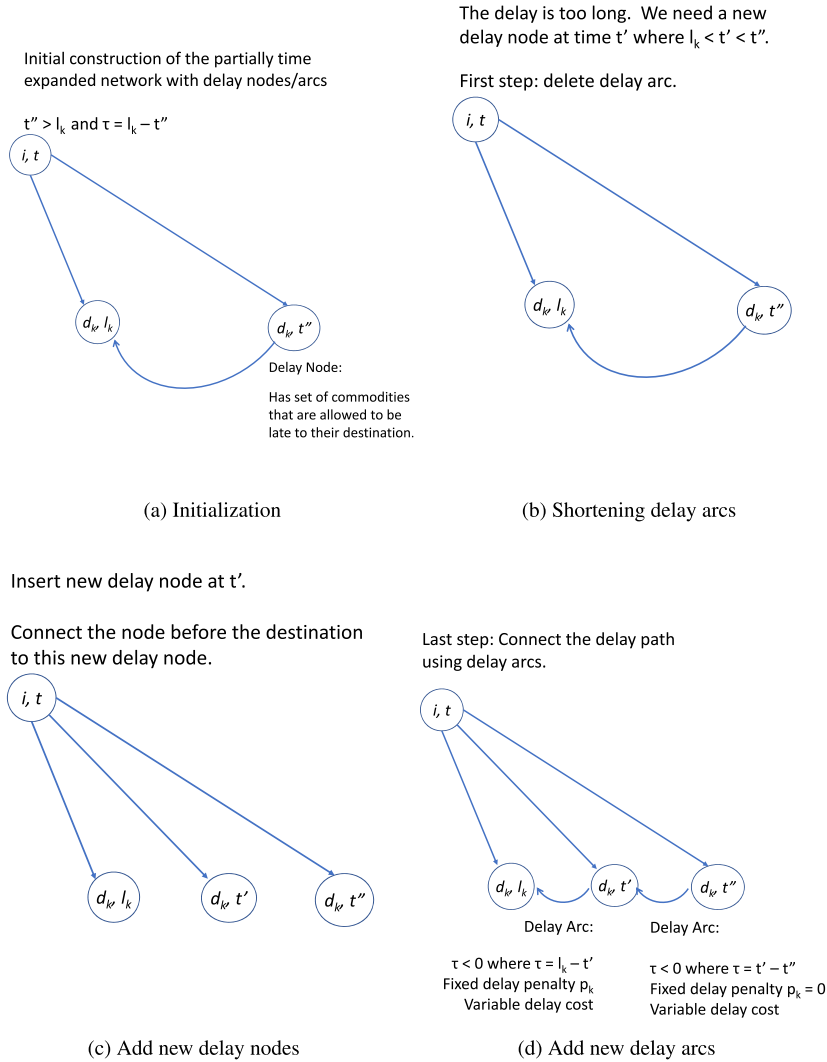 Initial construction of the partially time
expanded network with delay nodes/arcs
t” > lk and τ = lk – t”
i, t
dk, lk
dk, t”
Delay Node:
Has set of commodities
that are allowed to be
late to their destination.
(a) Initialization
The delay is too long. We need a new
delay node at time t’ where lk < t’ < t”.
First step: delete delay arc.
i, t
dk, lk
dk, t”
(b) Shortening delay arcs
Insert new delay node at t’.
Connect the node before the destination
to this new delay node.
i, t
dk, lk
dk, t’
dk, t”
(c) Add new delay nodes
Last step: Connect the delay path
using delay arcs.
i, t
dk, lk
dk, t’
dk, t”
Delay Arc:
τ < 0 where τ = lk – t’
Fixed delay penalty pk
Variable delay cost
Delay Arc:
τ < 0 where τ = t’ – t”
Fixed delay penalty pk = 0
Variable delay cost
(d) Add new delay arcs